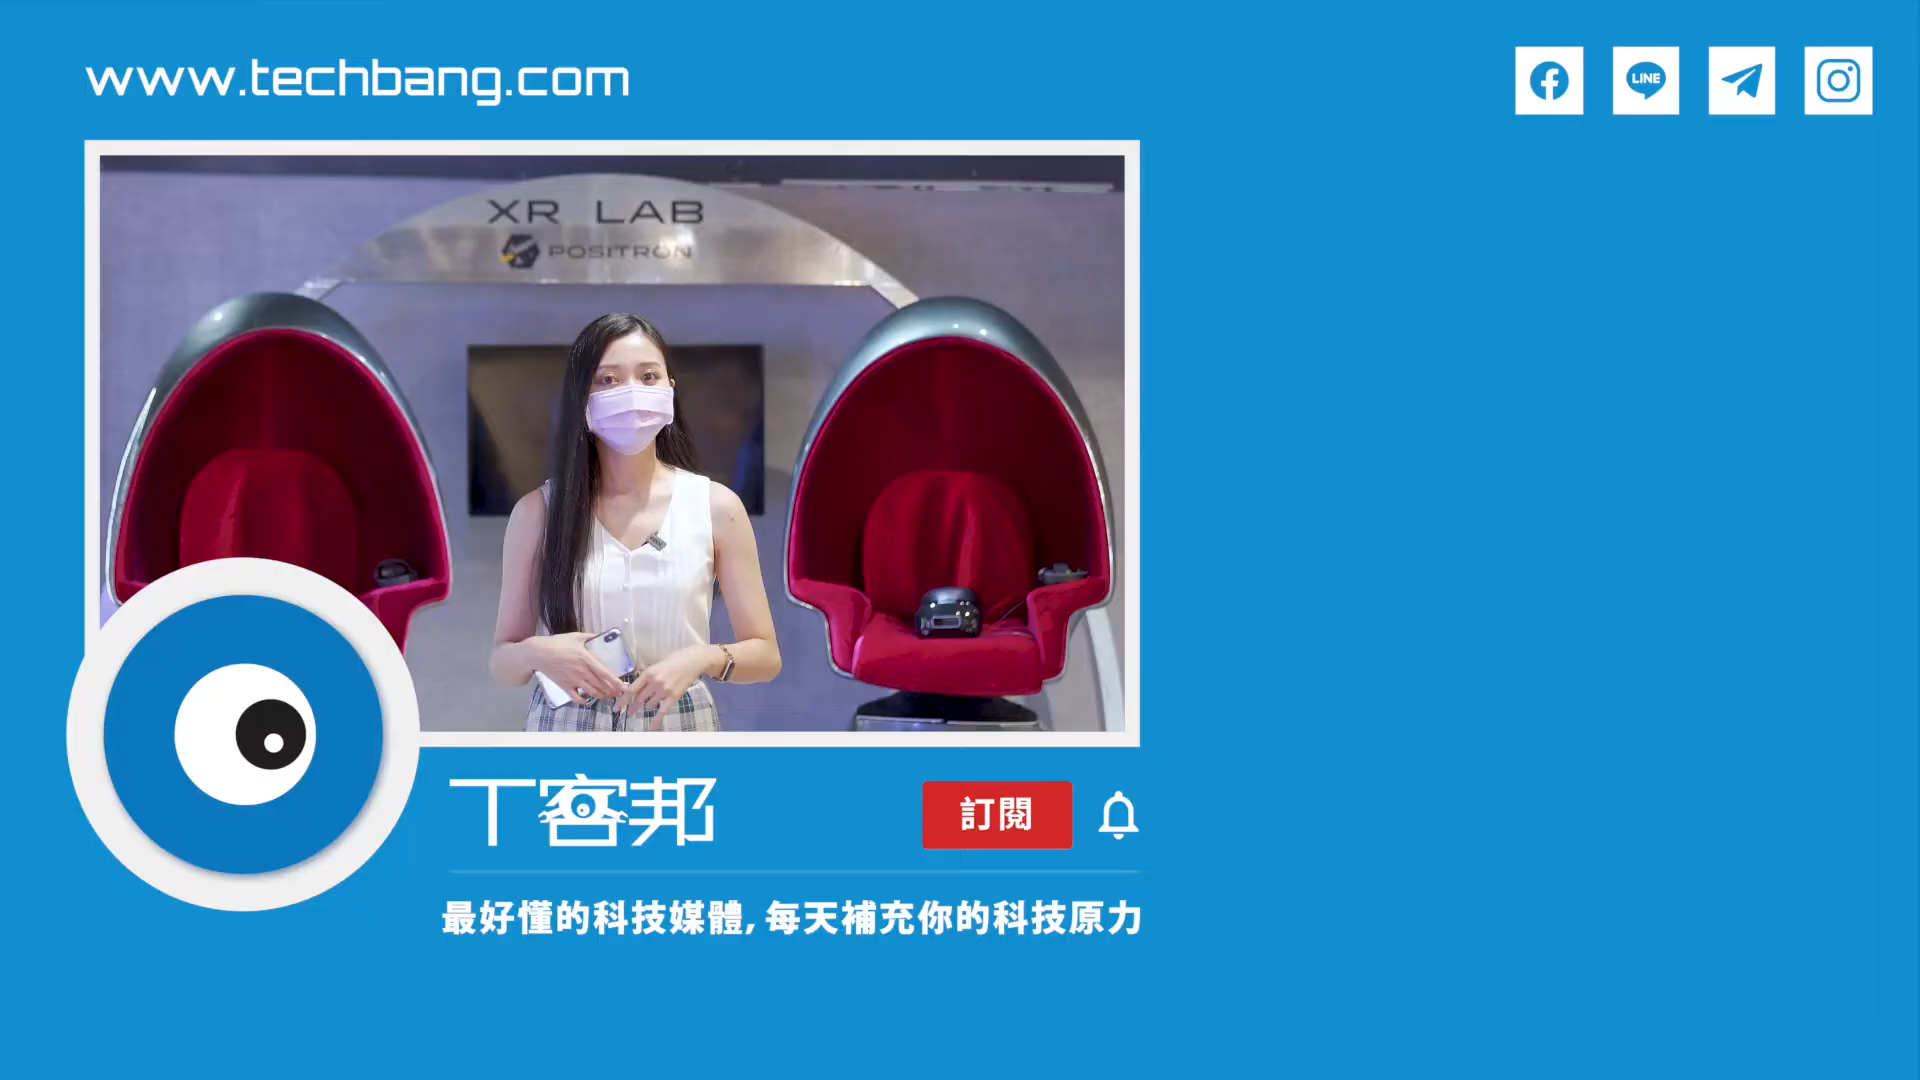 www.techbang.com
LINE
XR LAB
POSITRON
T客邦
訂閱
最好懂的科技媒體, 每天補充你的科技原力